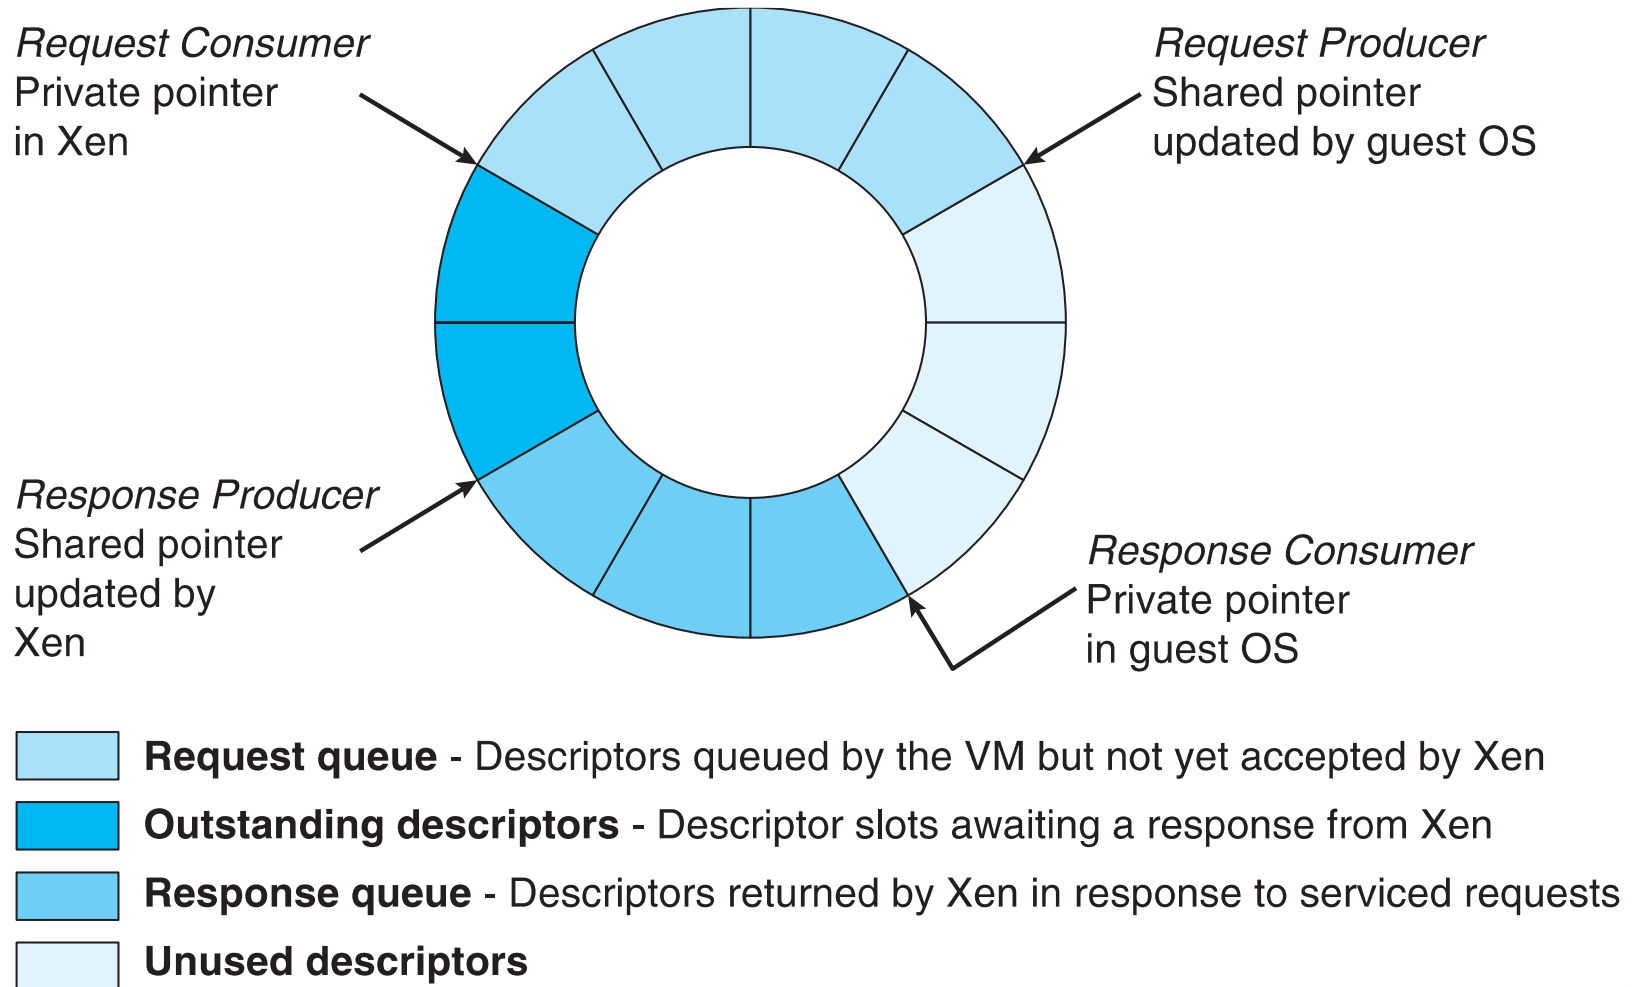 Request Consumer
Private pointer
in Xen
Request Producer
Shared pointer
updated by guest OS
Response Producer
Shared pointer
updated by
Xen
Response Consumer
Private pointer
in guest OS
Request queue - Descriptors queued by the VM but not yet accepted by Xen
Outstanding descriptors - Descriptor slots awaiting a response from Xen
Response queue - Descriptors returned by Xen in response to serviced requests
Unused descriptors